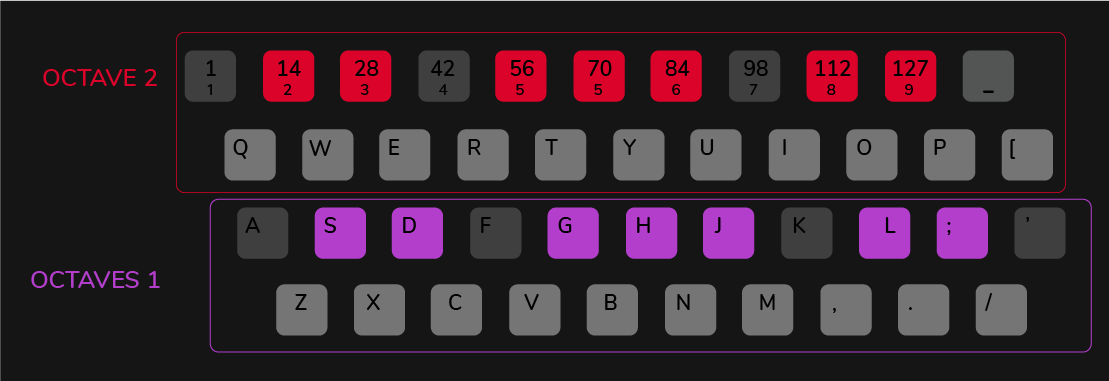 OCTAVE 2
1 14 28 42 56 70 84 98 112 127
1 2 3 4 5 5 6 7 8 9 _
Q W E R T Y U I O P [
A S D F G H J K L ; ’
OCTAVES 1
Z X C V B N M , . /